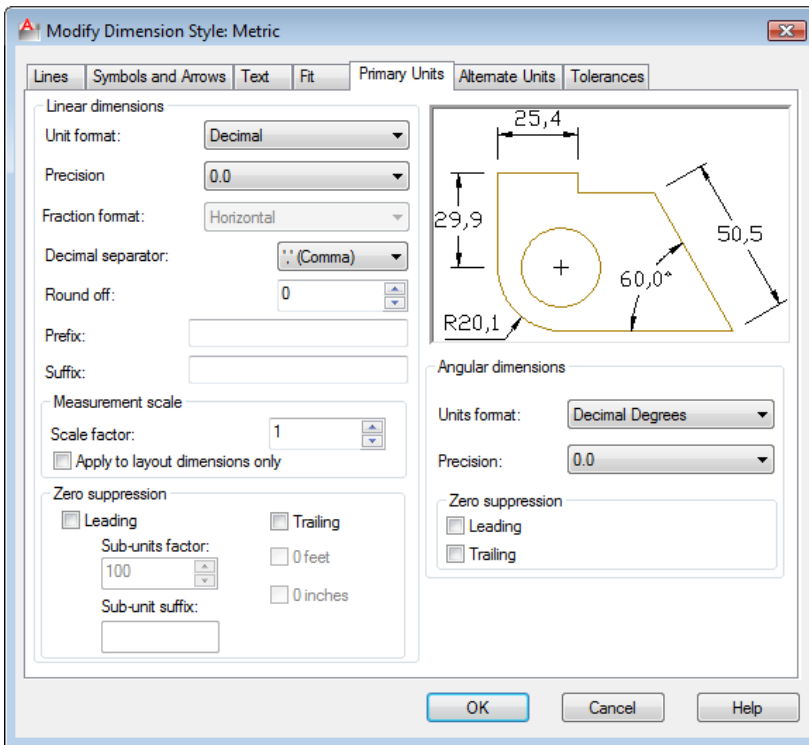 Modify Dimension Style: Metric
Lines Symbols and Arrows Text Fit Primary Units Alternate Units Tolerances
Linear dimensions
Unit format: Decimal
Precision 0.0
Fraction format: Horizontal
Decimal separator: ',' (Comma)
Round off: 0
Prefix:
Suffix:
Measurement scale
Scale factor: 1
Apply to layout dimensions only
Zero suppression
Leading Trailing
Sub-units factor: 0 feet
100
0 inches
Sub-unit suffix:
25,4
29,9
50,5
60,0°
R20,1
Angular dimensions
Units format: Decimal Degrees
Precision: 0.0
Zero suppression
Leading
Trailing
OK Cancel Help